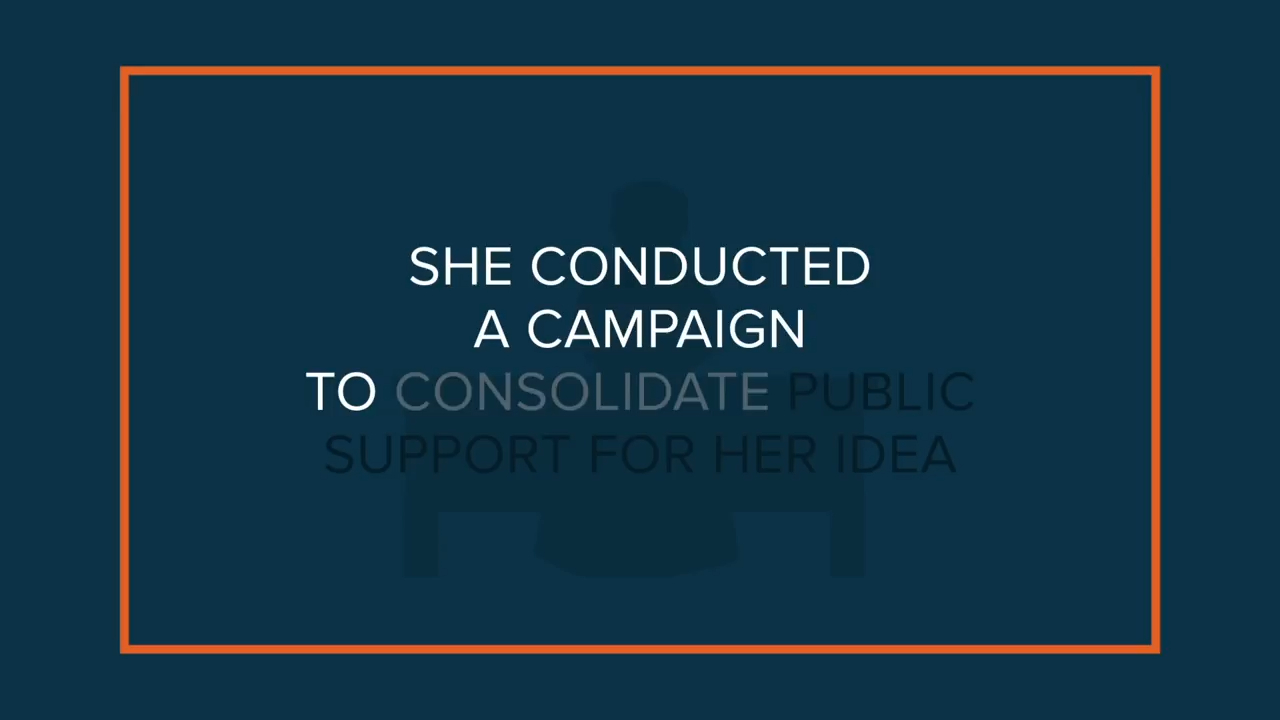 SHE CONDUCTED
A CAMPAIGN
TO CONSOLIDATE PUBLIC
SUPPORT FOR HER IDEA